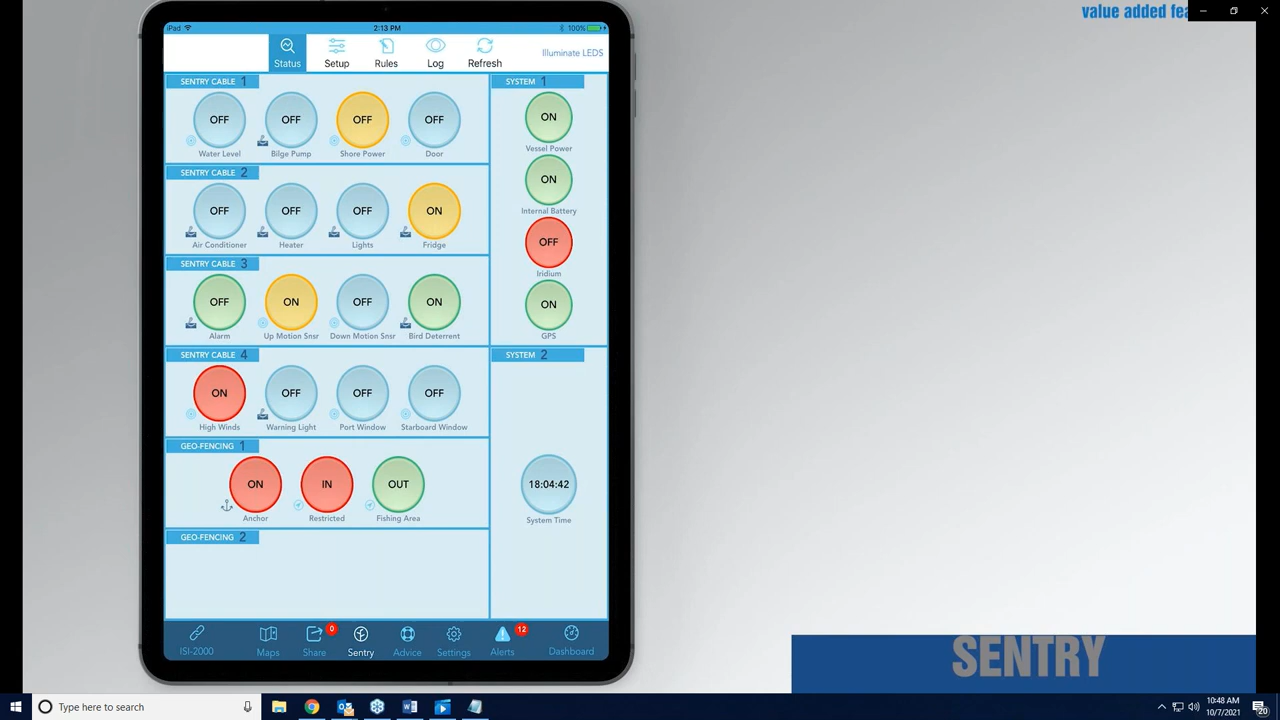 value added fea
iPad
2:13 PM
100%
Status
Setup
Rules
Log
Refresh
Illuminate LEDS
SENTRY CABLE 1
OFF
OFF
OFF
OFF
Water Level
Bilge Pump
Shore Power
Door
SENTRY CABLE 2
OFF
OFF
OFF
ON
Air Conditioner
Heater
Lights
Fridge
SENTRY CABLE 3
OFF
ON
OFF
ON
Alarm
Up Motion Snsr
Down Motion Snsr
Bird Deterrent
SENTRY CABLE 4
ON
OFF
OFF
OFF
High Winds
Warning Light
Port Window
Starboard Window
GEO-FENCING 1
ON
IN
OUT
Anchor
Restricted
Fishing Area
GEO-FENCING 2
SYSTEM 1
ON
Vessel Power
ON
Internal Battery
OFF
Iridium
ON
GPS
SYSTEM 2
18:04:42
System Time
ISI-2000
Maps
0
Share
Sentry
Advice
Settings
12
Alerts
Dashboard
SENTRY
Type here to search
10:48 AM
10/7/2021
20